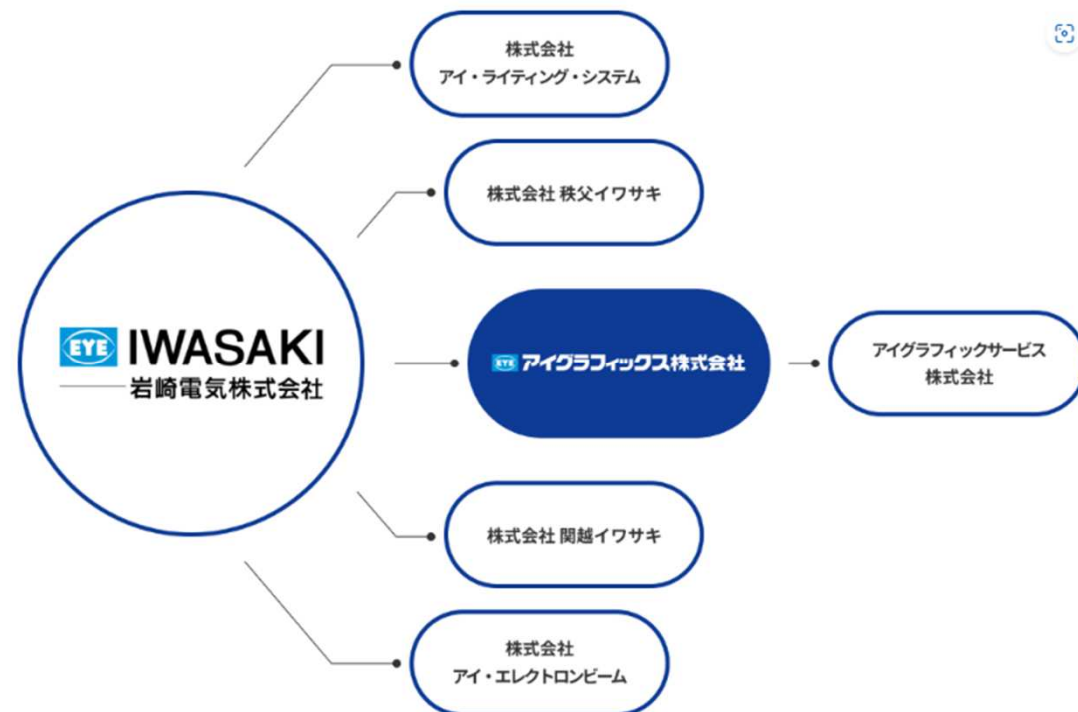 株式会社
アイ・ライティング・システム
株式会社 秩父イワサキ
EYE IWASAKI
岩崎電気株式会社
EYE アイグラフィックス株式会社
アイグラフィックサービス
株式会社
株式会社 関越イワサキ
株式会社
アイ・エレクトロンビーム